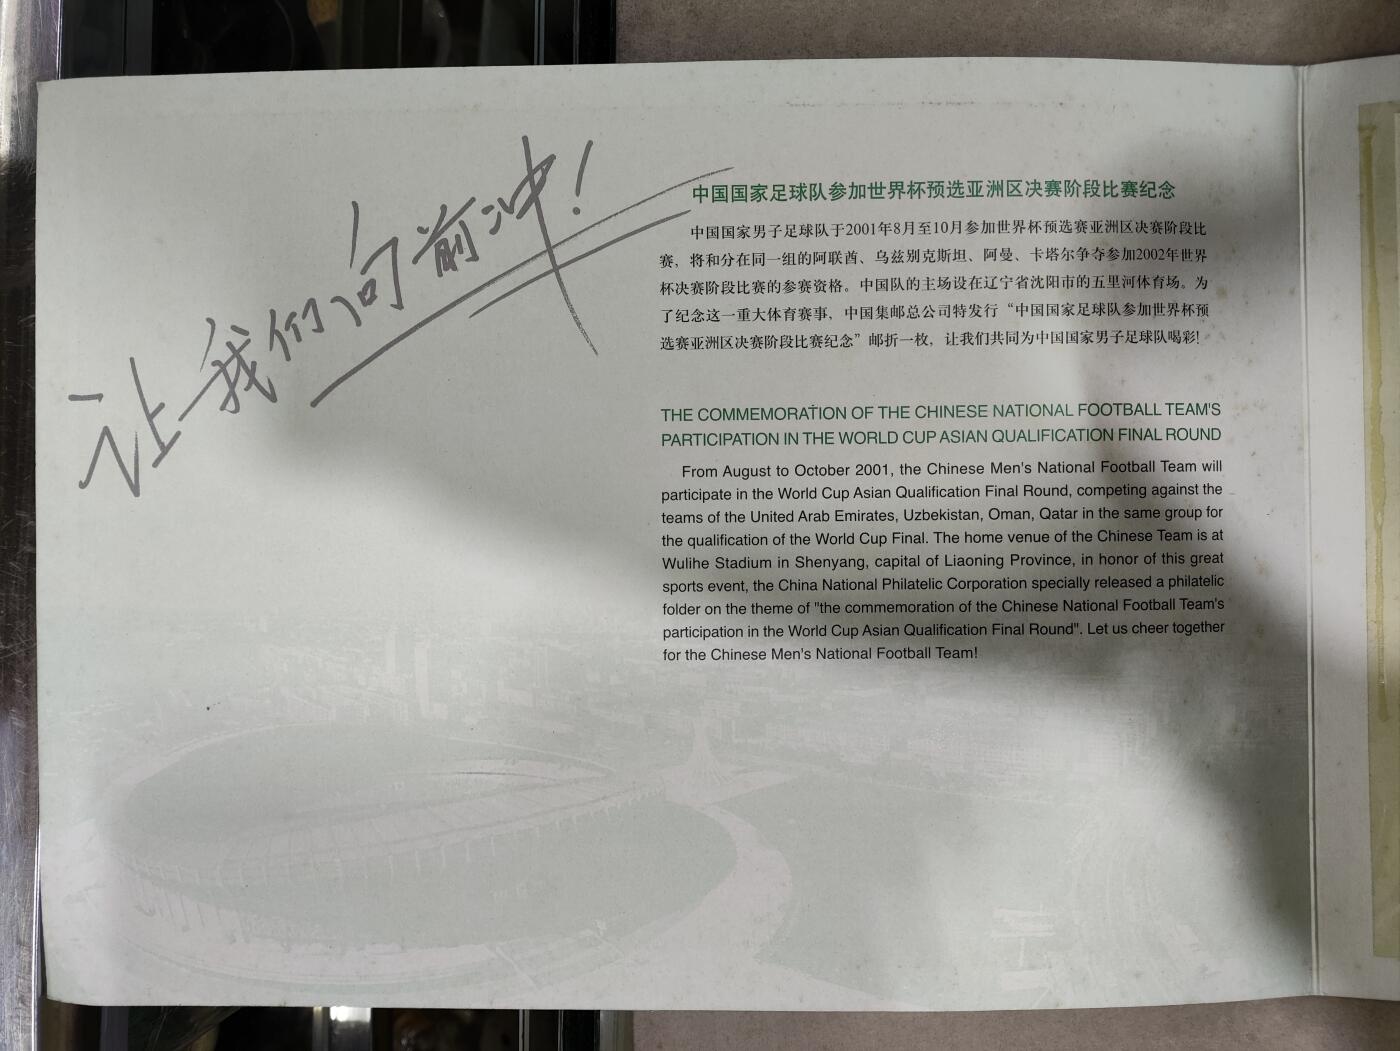 让我们向前冲!
中国国家足球队参加世界杯预选亚洲区决赛阶段比赛纪念
中国国家男子足球队于2001年8月至10月参加世界杯预选赛亚洲区决赛阶段比
赛，将和分在同一组的阿联酋、乌兹别克斯坦、阿曼、卡塔尔争夺参加2002年世界
杯决赛阶段比赛的参赛资格。中国队的主场设在辽宁省沈阳市的五里河体育场。为
了纪念这一重大体育赛事，中国集邮总公司特发行“中国国家足球队参加世界杯预
选赛亚洲区决赛阶段比赛纪念”邮折一枚，让我们共同为中国国家男子足球队喝彩!
THE COMMEMORATION OF THE CHINESE NATIONAL FOOTBALL TEAM'S
PARTICIPATION IN THE WORLD CUP ASIAN QUALIFICATION FINAL ROUND
From August to October 2001, the Chinese Men's National Football Team will
participate in the World Cup Asian Qualification Final Round, competing against the
teams of the United Arab Emirates, Uzbekistan, Oman, Qatar in the same group for
the qualification of the World Cup Final. The home venue of the Chinese Team is at
Wulihe Stadium in Shenyang, capital of Liaoning Province, in honor of this great
sports event, the China National Philatelic Corporation specially released a philatelic
folder on the theme of "the commemoration of the Chinese National Football Team's
participation in the World Cup Asian Qualification Final Round". Let us cheer together
for the Chinese Men's National Football Team!